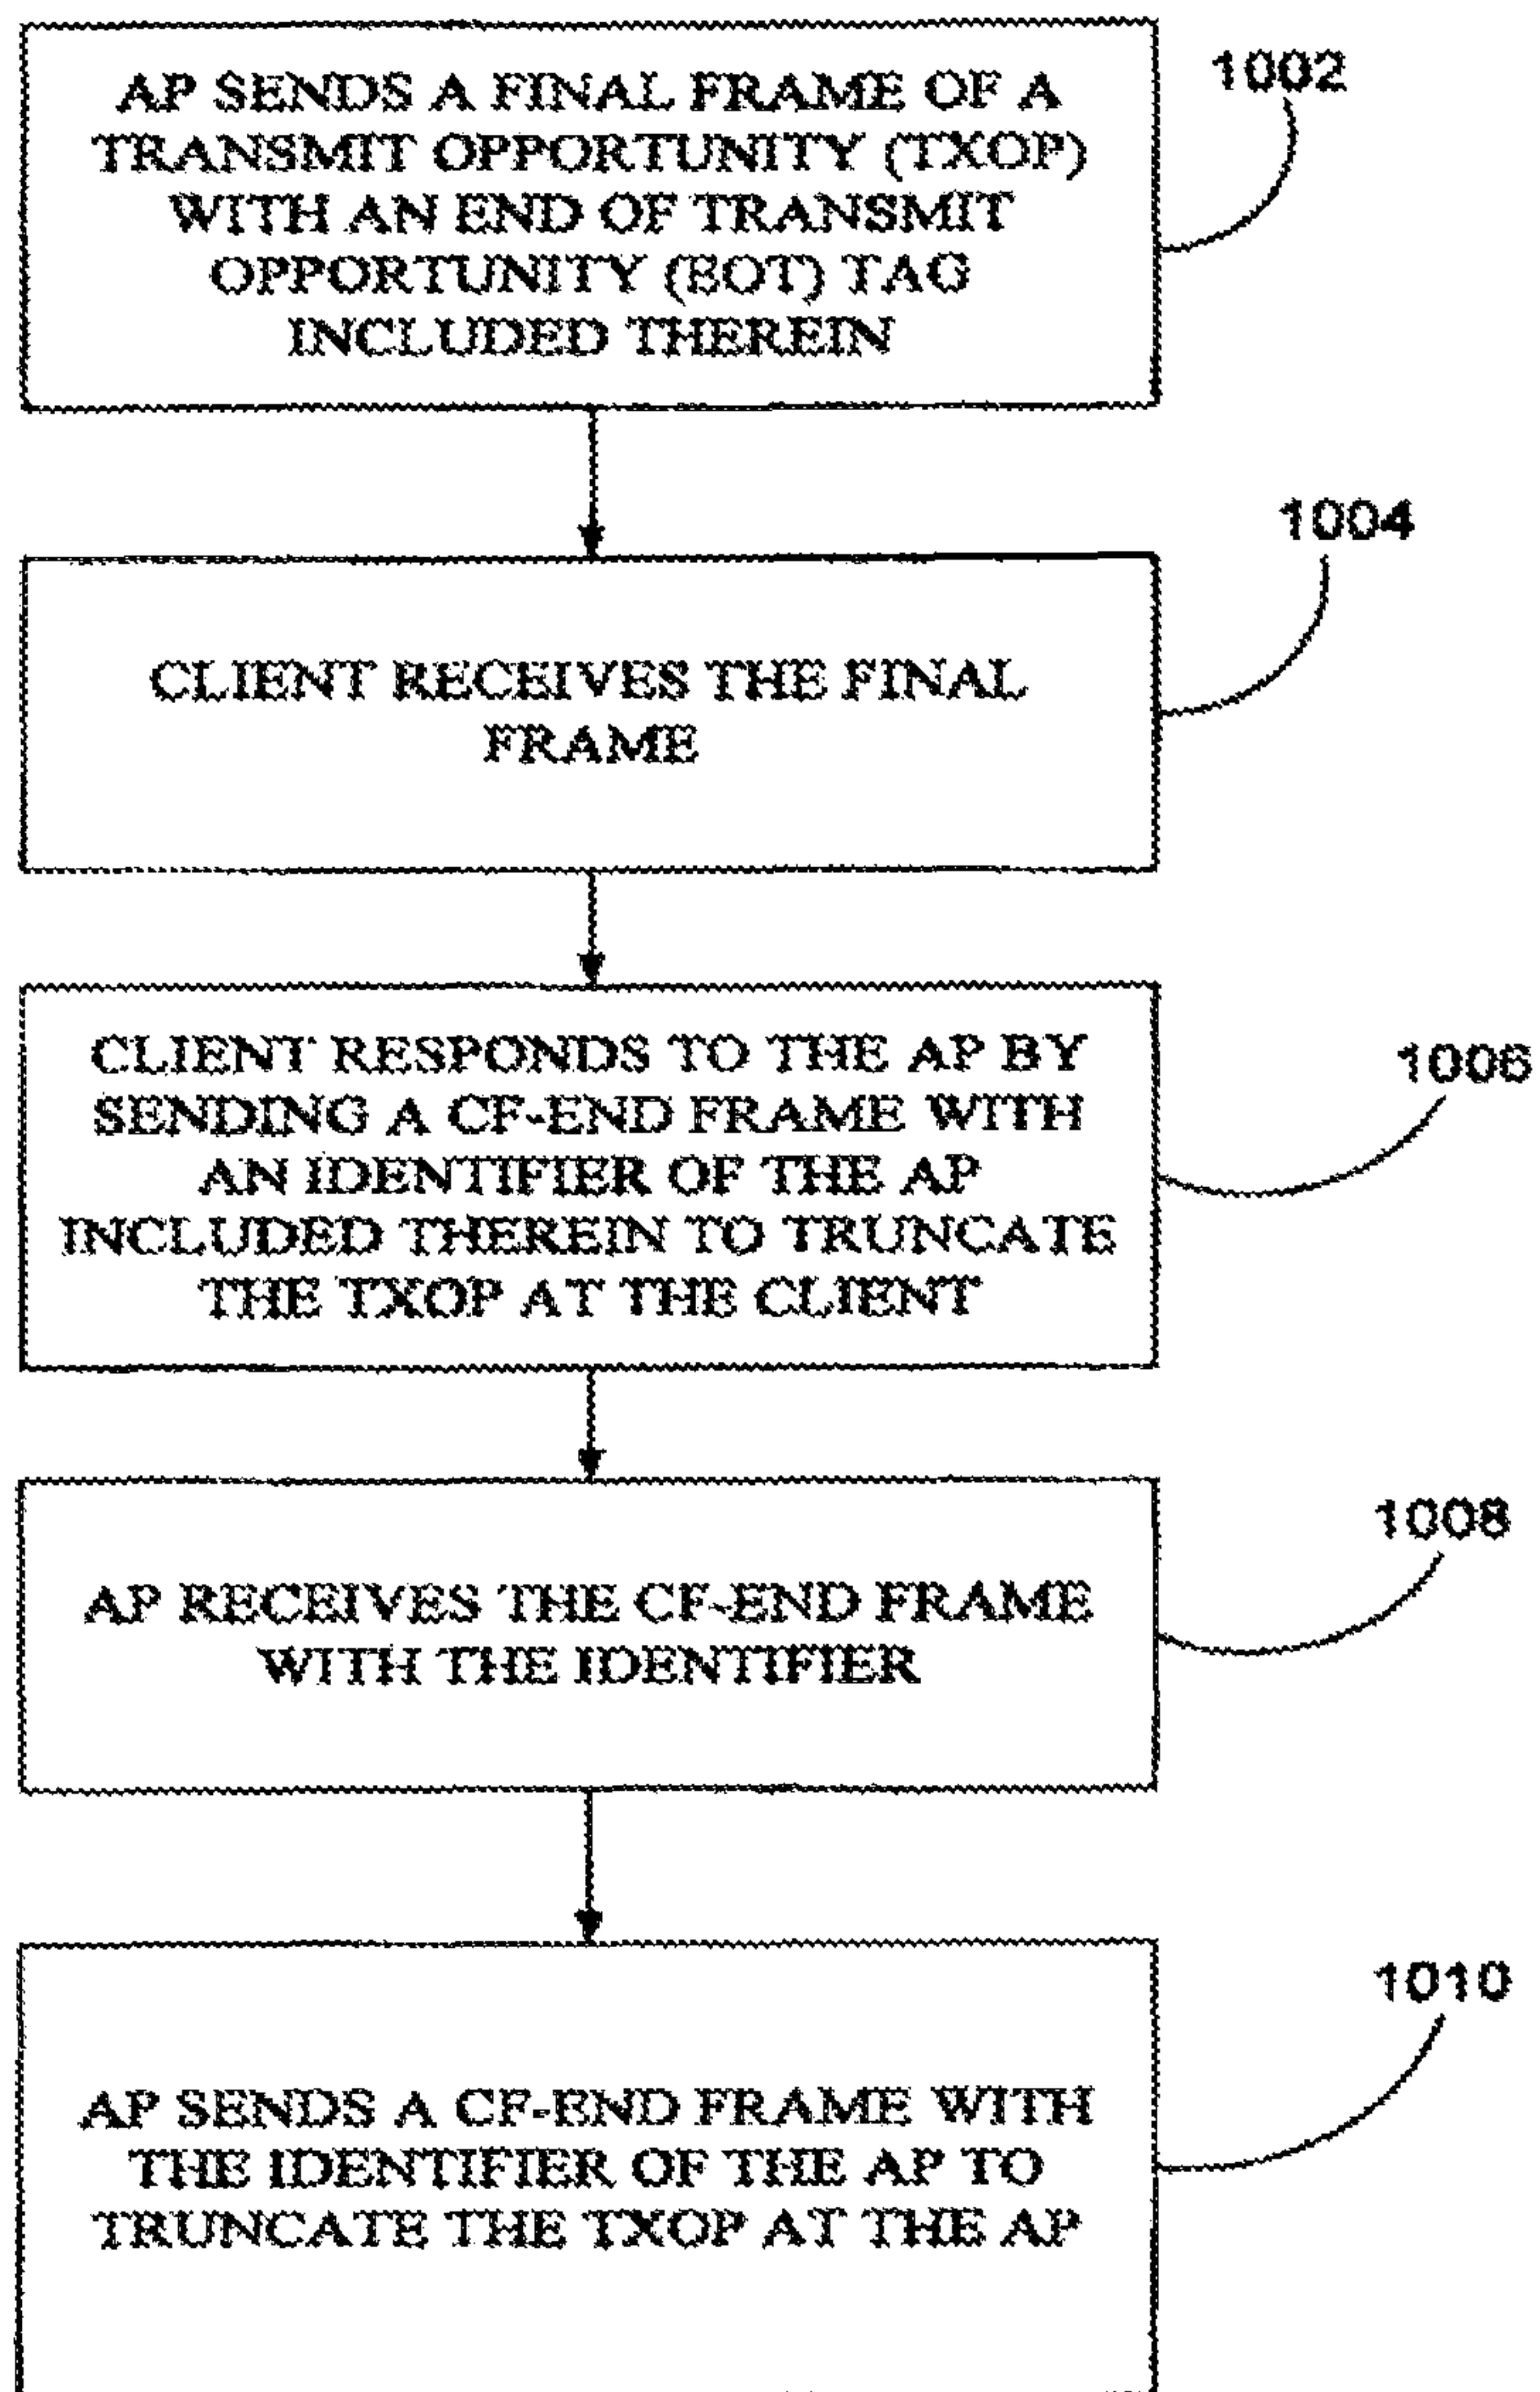 AP SENDS A FINAL FRAME OF A
TRANSMIT OPPORTUNITY (TXOP)
WITH AN END OF TRANSMIT
OPPORTUNITY (EOT) TAG
INCLUDED THEREIN
1002
CLIENT RECEIVES THE FINAL
FRAME
1004
CLIENT RESPONDS TO THE AP BY
SENDING A CF-END FRAME WITH
AN IDENTIFIER OF THE AP
INCLUDED THEREIN TO TRUNCATE
THE TXOP AT THE CLIENT
1006
AP RECEIVES THE CF-END FRAME
WITH THE IDENTIFIER
1008
AP SENDS A CF-END FRAME WITH
THE IDENTIFIER OF THE AP TO
TRUNCATE THE TXOP AT THE AP
1010